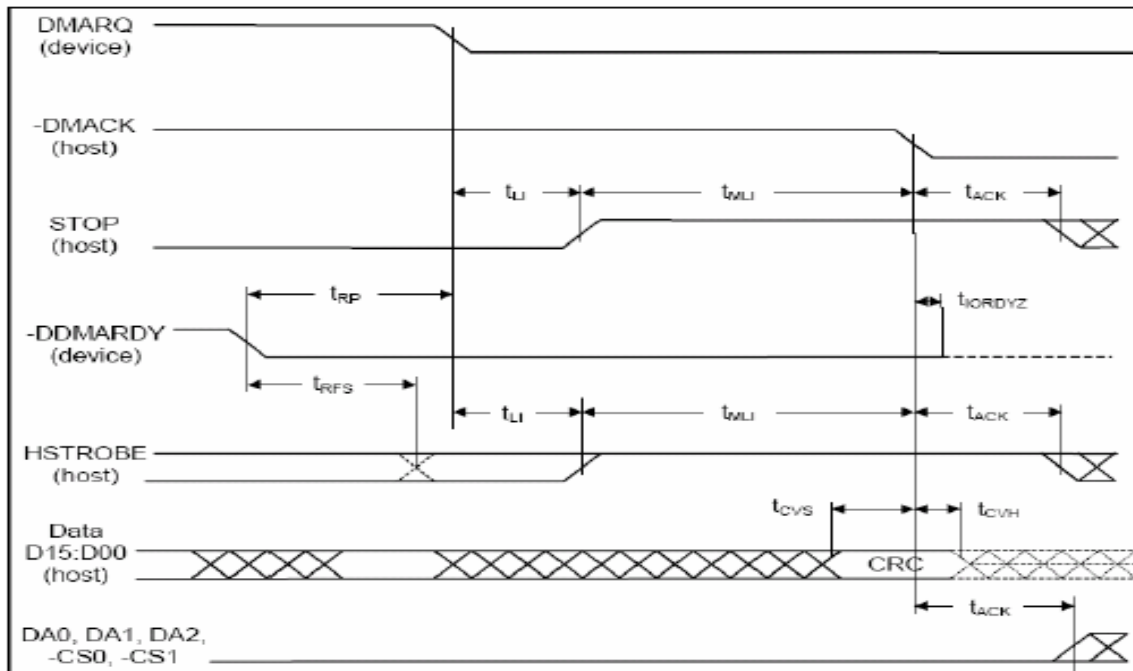 DMARQ
(device)
-DMACK
(host)
tLI
tMLI
tACK
STOP
(host)
tRP
tIORDYZ
-DDMARDY
(device)
tRFS
tLI
tMLI
tACK
HSTROBE
(host)
tCVS
tCVH
Data
D15:D00
(host)
CRC
tACK
DA0, DA1, DA2,
-CS0, -CS1